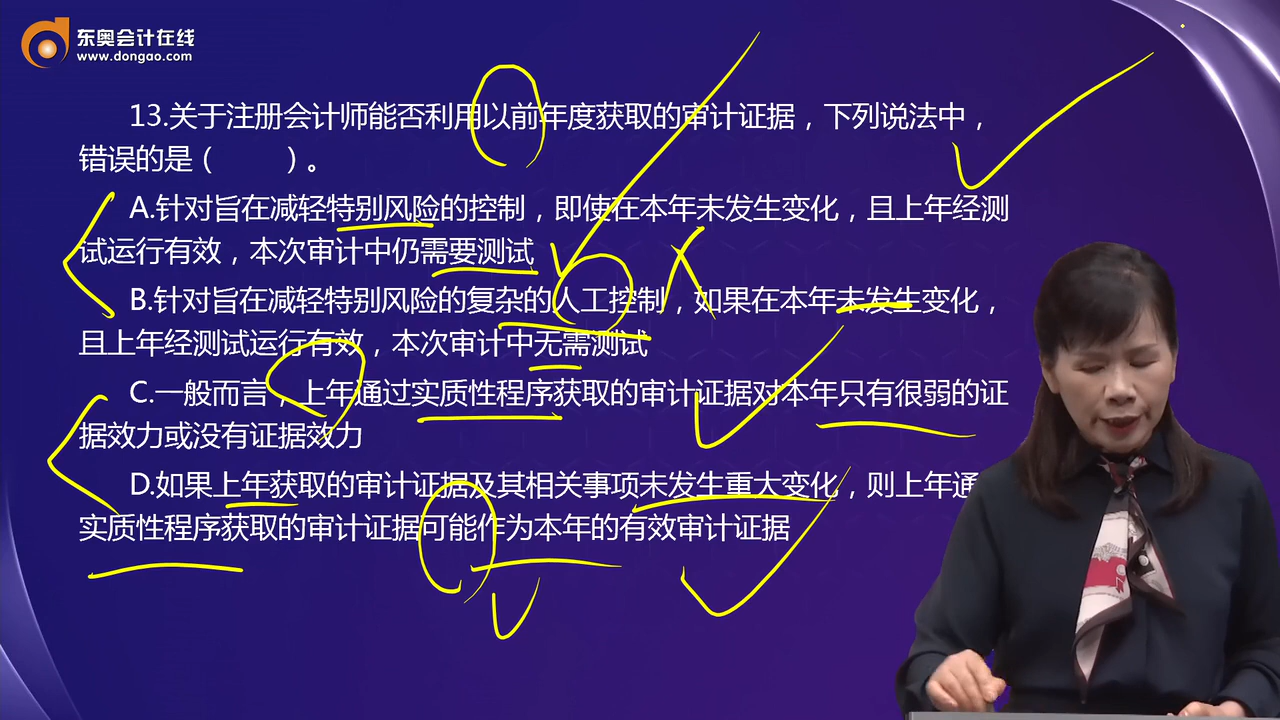 东奥会计在线
www.dongao.com
13.关于注册会计师能否利用以前年度获取的审计证据，下列说法中，
错误的是（　　）。
A.针对旨在减轻特别风险的控制，即使在本年未发生变化，且上年经测
试运行有效，本次审计中仍需要测试
B.针对旨在减轻特别风险的复杂的人工控制，如果在本年未发生变化，
且上年经测试运行有效，本次审计中无需测试
C.一般而言，上年通过实质性程序获取的审计证据对本年只有很弱的证
据效力或没有证据效力
D.如果上年获取的审计证据及其相关事项未发生重大变化，则上年通
实质性程序获取的审计证据可能作为本年的有效审计证据